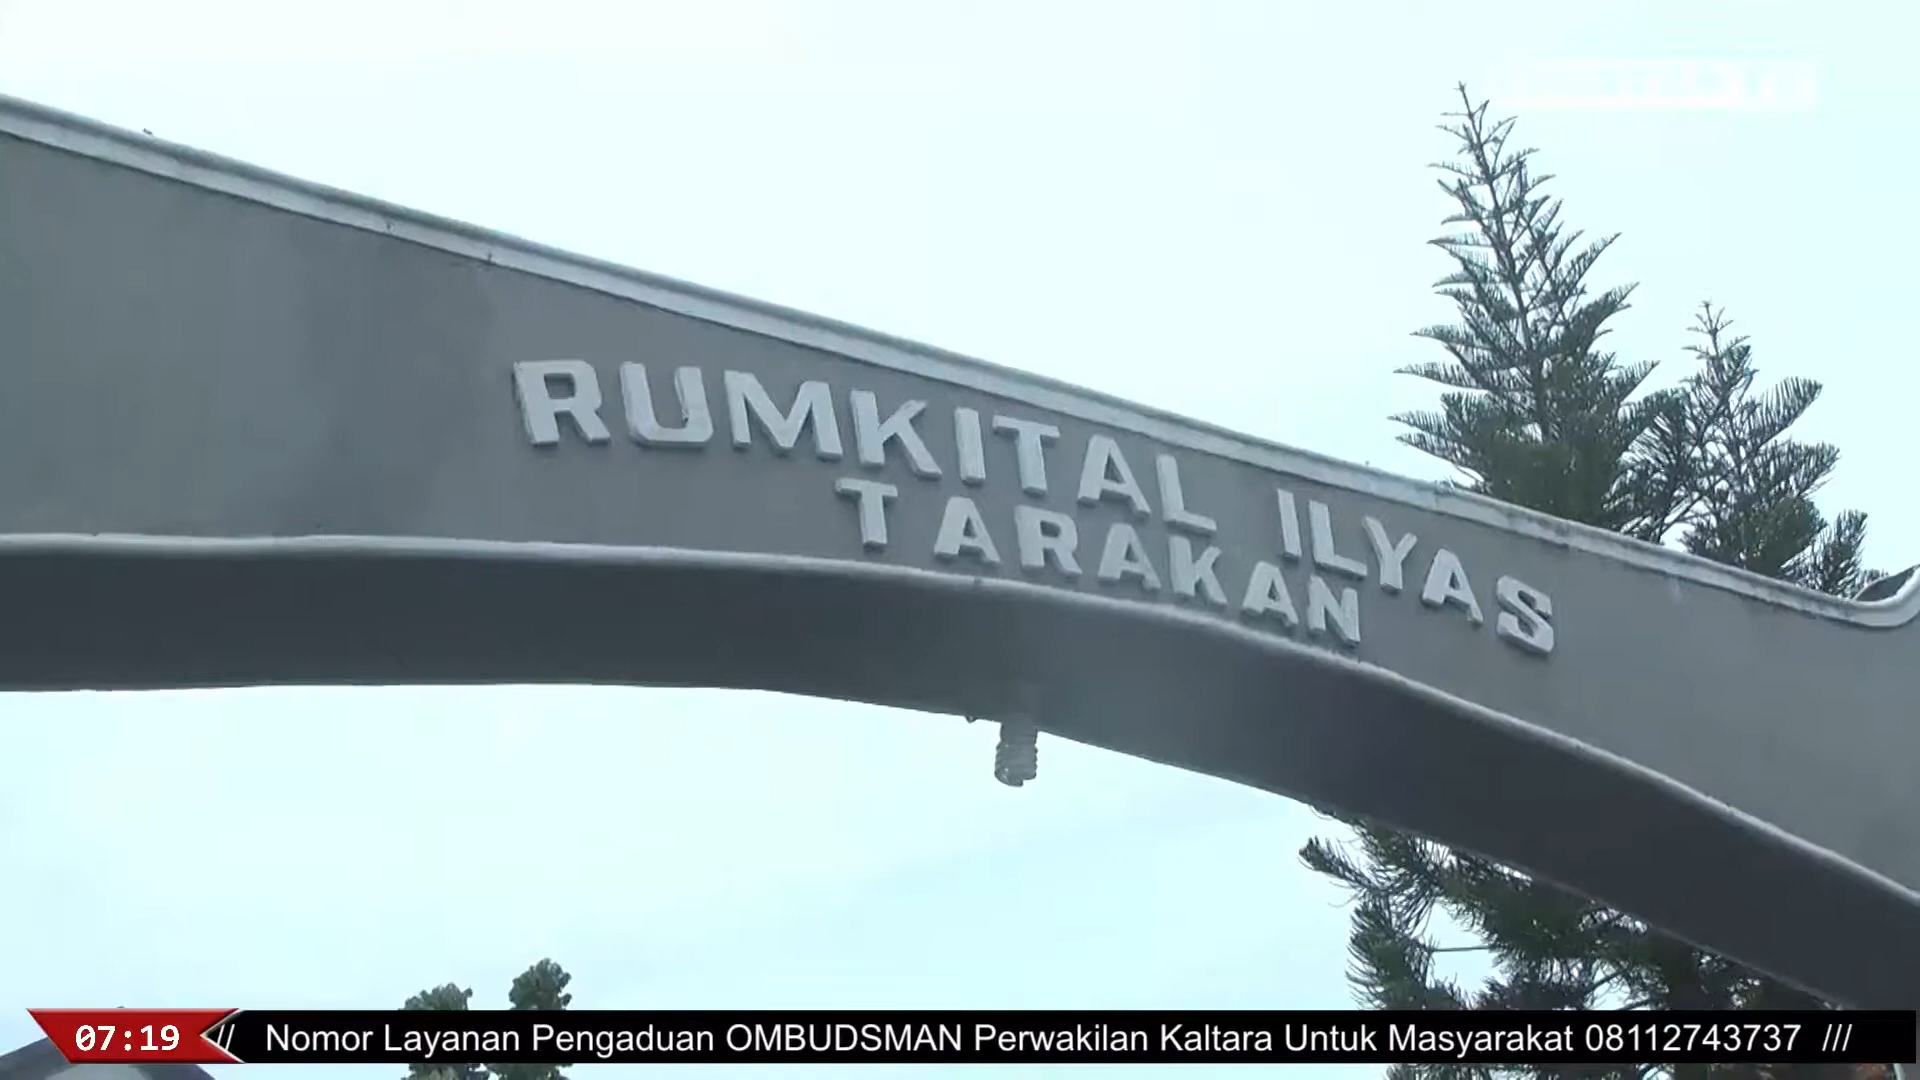 RUMKITAL ILYAS
TARAKAN
07:19
// Nomor Layanan Pengaduan OMBUDSMAN Perwakilan Kaltara Untuk Masyarakat 08112743737 ///